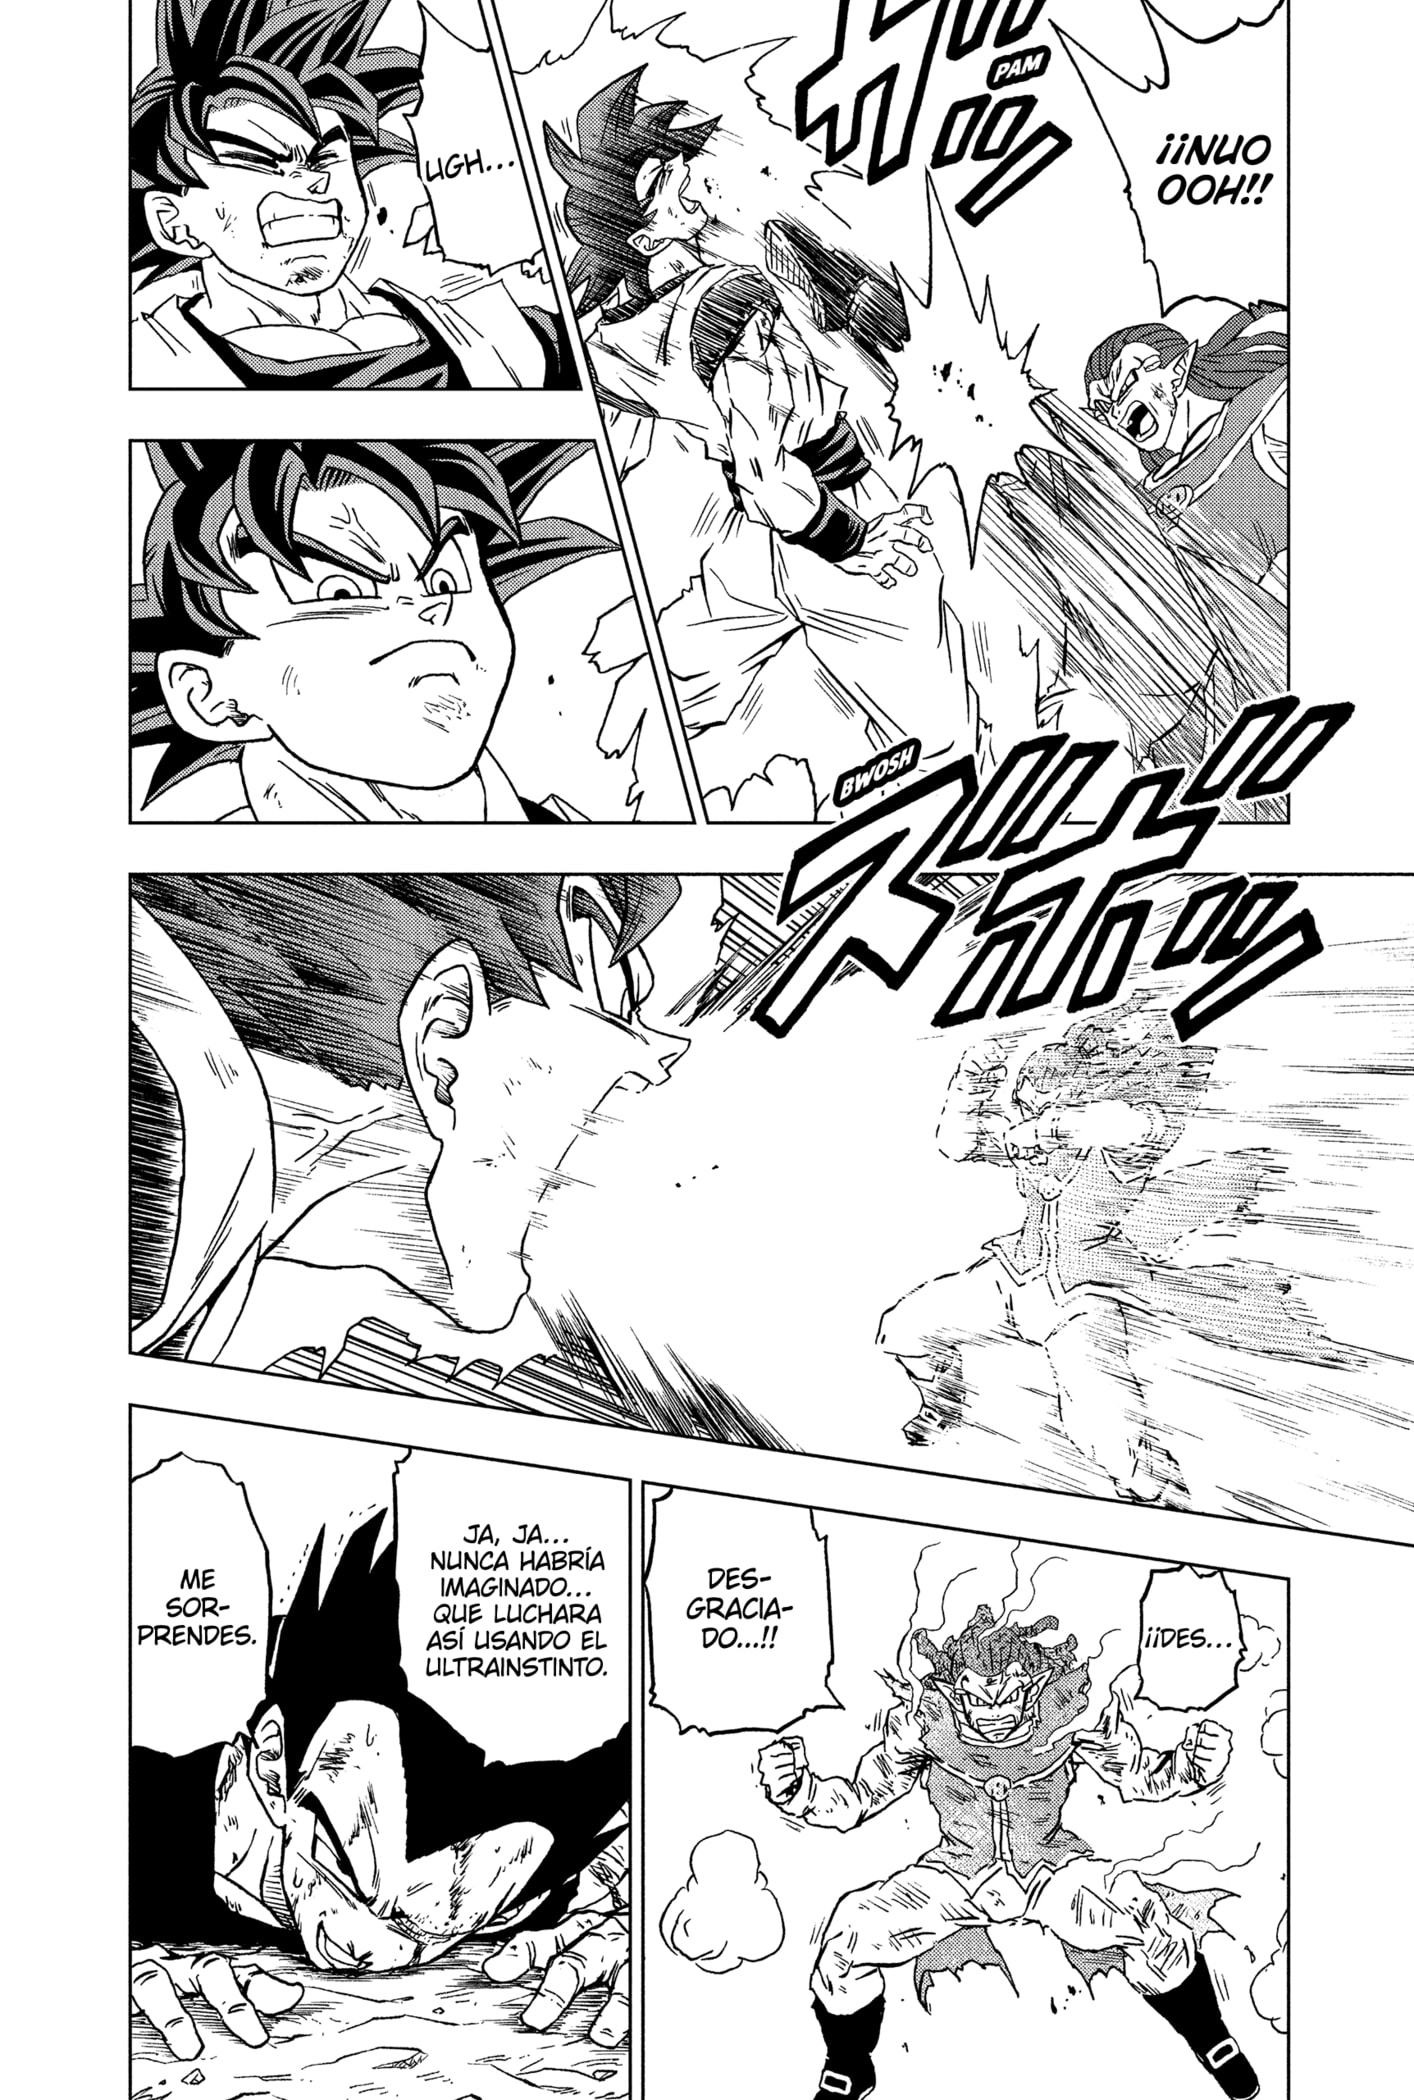 ¡¡NUO
OOH!!
PAM
UGH...
BWOSH
¡¡DES...
DES-
GRACIA-
DO...!!
JA, JA...
NUNCA HABRÍA
IMAGINADO...
QUE LUCHARA
ASÍ USANDO EL
ULTRAINSTINTO.
ME
SOR-
PRENDES.